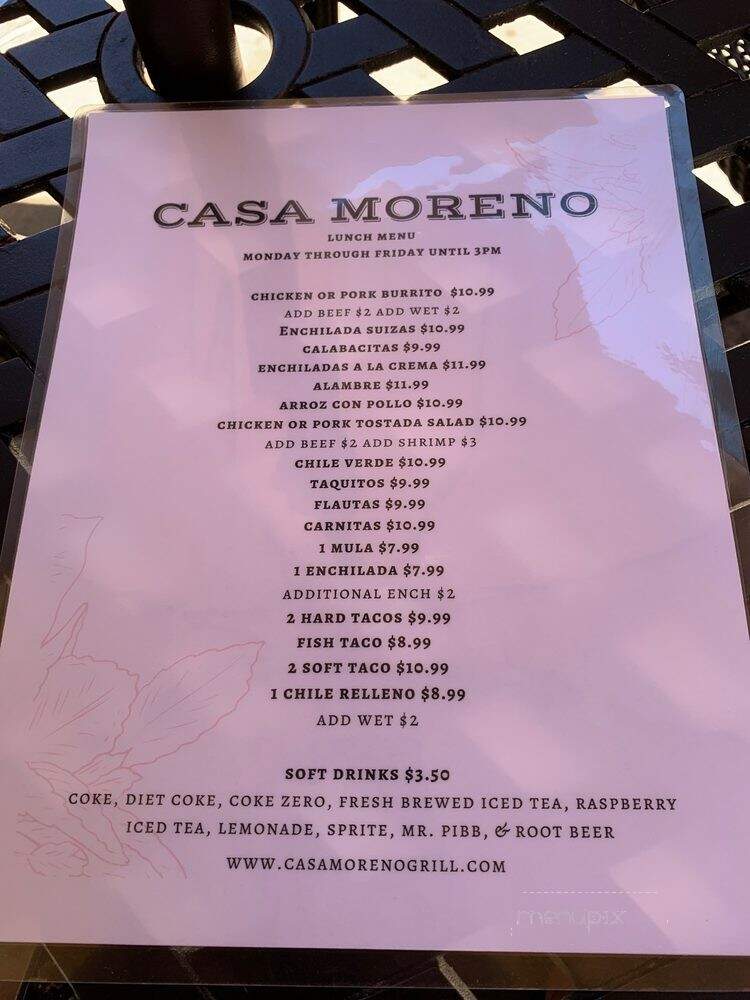 CASA MORENO
LUNCH MENU
MONDAY THROUGH FRIDAY UNTIL 3PM
CHICKEN OR PORK BURRITO $10.99
ADD BEEF $2 ADD WET $2
ENCHILADA SUIZAS $10.99
CALABACITAS $9.99
ENCHILADAS A LA CREMA $11.99
ALAMBRE $11.99
ARROZ CON POLLO $10.99
CHICKEN OR PORK TOSTADA SALAD $10.99
ADD BEEF $2 ADD SHRIMP $3
CHILE VERDE $10.99
TAQUITOS $9.99
FLAUTAS $9.99
CARNITAS $10.99
1 MULA $7.99
1 ENCHILADA $7.99
ADDITIONAL ENCH $2
2 HARD TACOS $9.99
FISH TACO $8.99
2 SOFT TACO $10.99
1 CHILE RELLENO $8.99
ADD WET $2
SOFT DRINKS $3.50
COKE, DIET COKE, COKE ZERO, FRESH BREWED ICED TEA, RASPBERRY
ICED TEA, LEMONADE, SPRITE, MR. PIBB, & ROOT BEER
WWW.CASAMORENOGRILL.COM
menupix